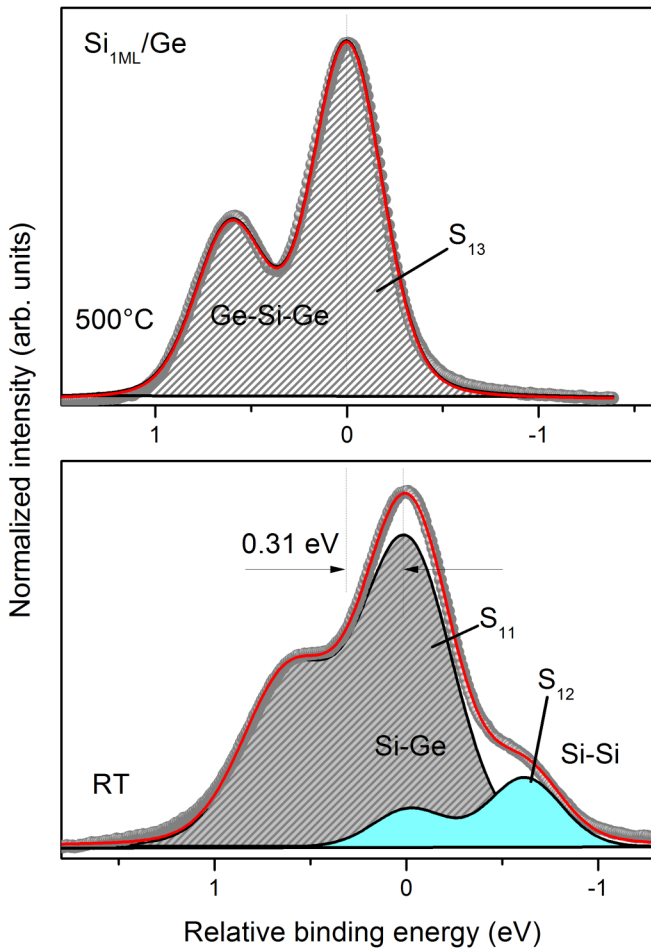 Si1ML/Ge
S13
500°C
Ge-Si-Ge
1
0
-1
Normalized intensity (arb. units)
0.31 eV
S11
S12
Si-Ge
Si-Si
RT
1
0
-1
Relative binding energy (eV)